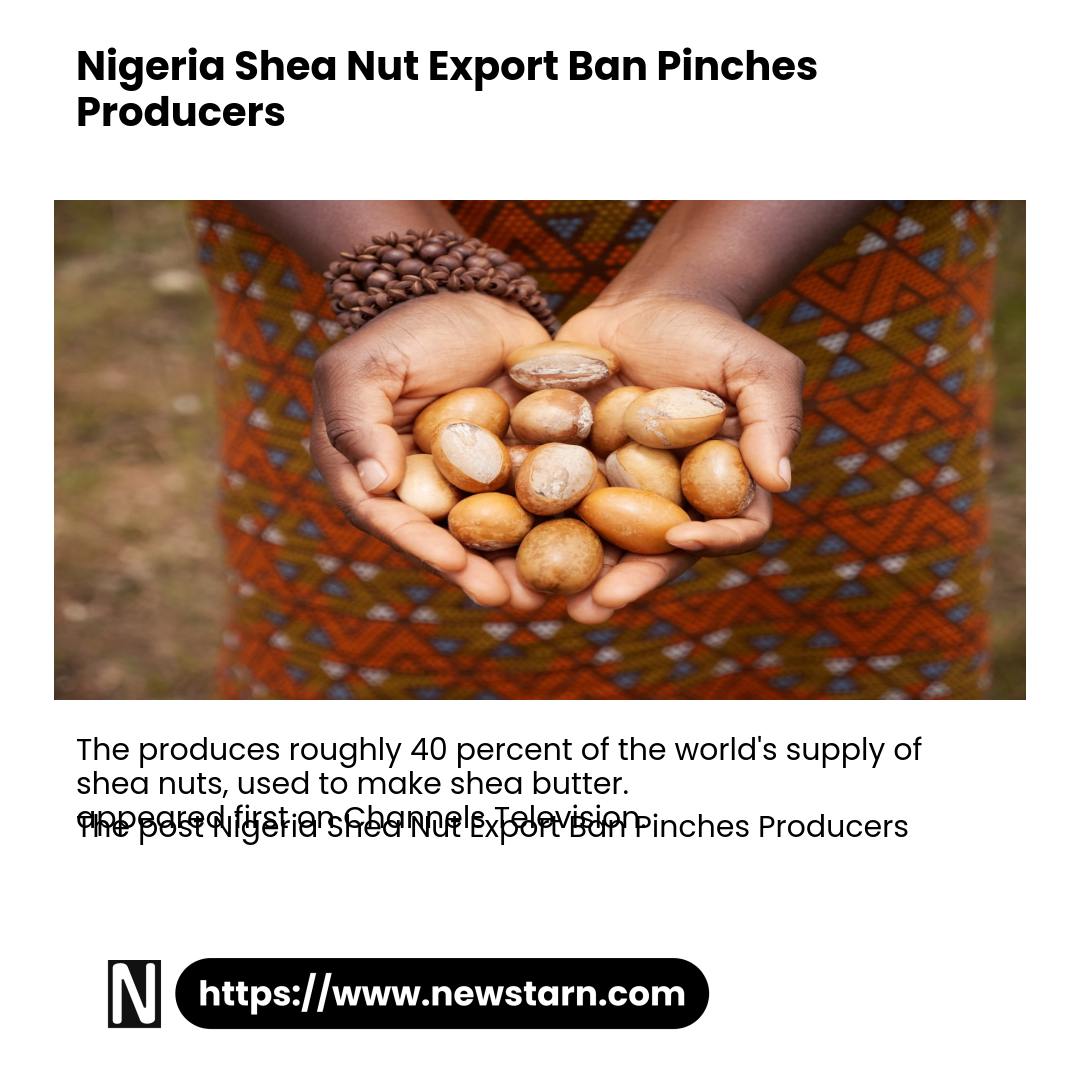 Nigeria Shea Nut Export Ban Pinches
Producers
The produces roughly 40 percent of the world's supply of
shea nuts, used to make shea butter.
appeared first on Channels Television.
The post Nigeria Shea Nut Export Ban Pinches Producers
N
https://www.newstarn.com